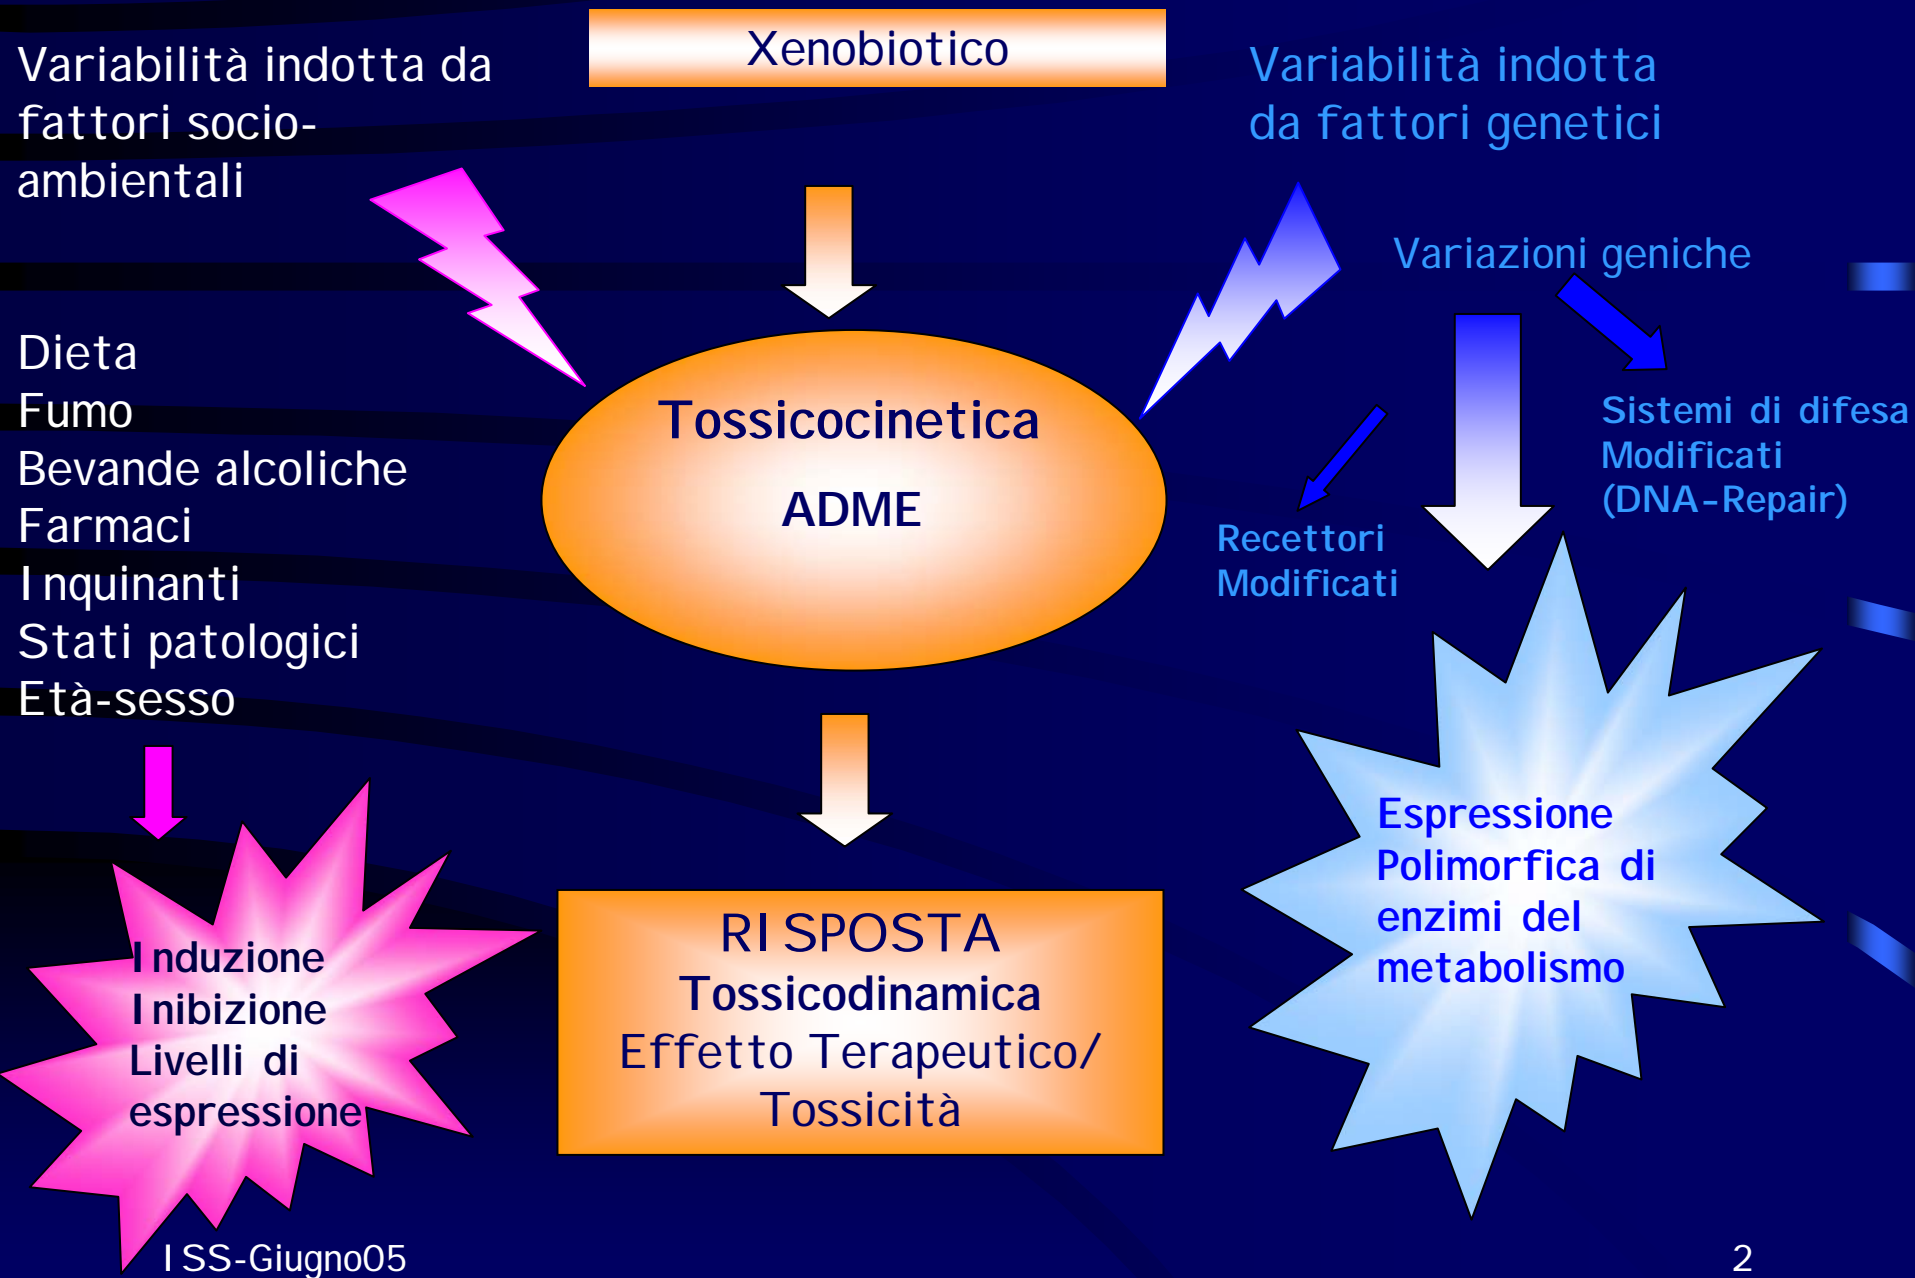 Xenobiotico
Variabilità indotta da
fattori socio-
ambientali
Dieta
Fumo
Bevande alcoliche
Farmaci
Inquinanti
Stati patologici
Età-sesso
Induzione
Inibizione
Livelli di
espressione
Tossicocinetica
ADME
RISPOSTA
Tossicodinamica
Effetto Terapeutico/
Tossicità
Variabilità indotta
da fattori genetici
Variazioni geniche
Sistemi di difesa
Modificati
(DNA-Repair)
Recettori
Modificati
Espressione
Polimorfica di
enzimi del
metabolismo
ISS-Giugno05
2